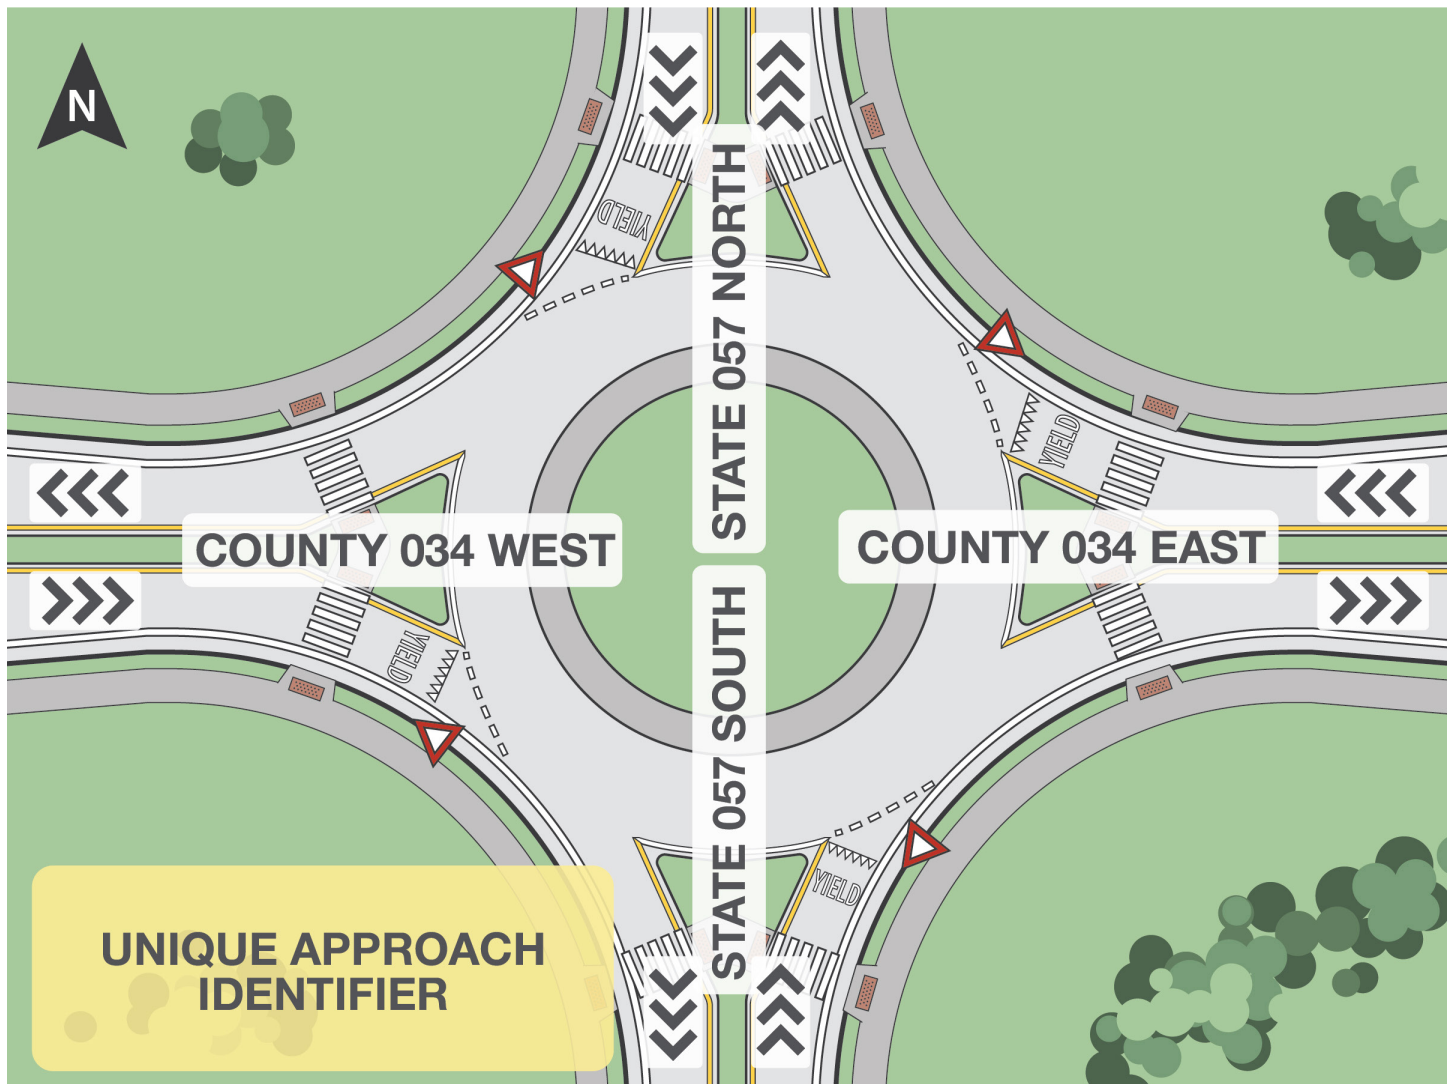 N
YIELD
STATE 057 NORTH
YIELD
COUNTY 034 WEST
COUNTY 034 EAST
YIELD
STATE 057 SOUTH
YIELD
UNIQUE APPROACH
IDENTIFIER